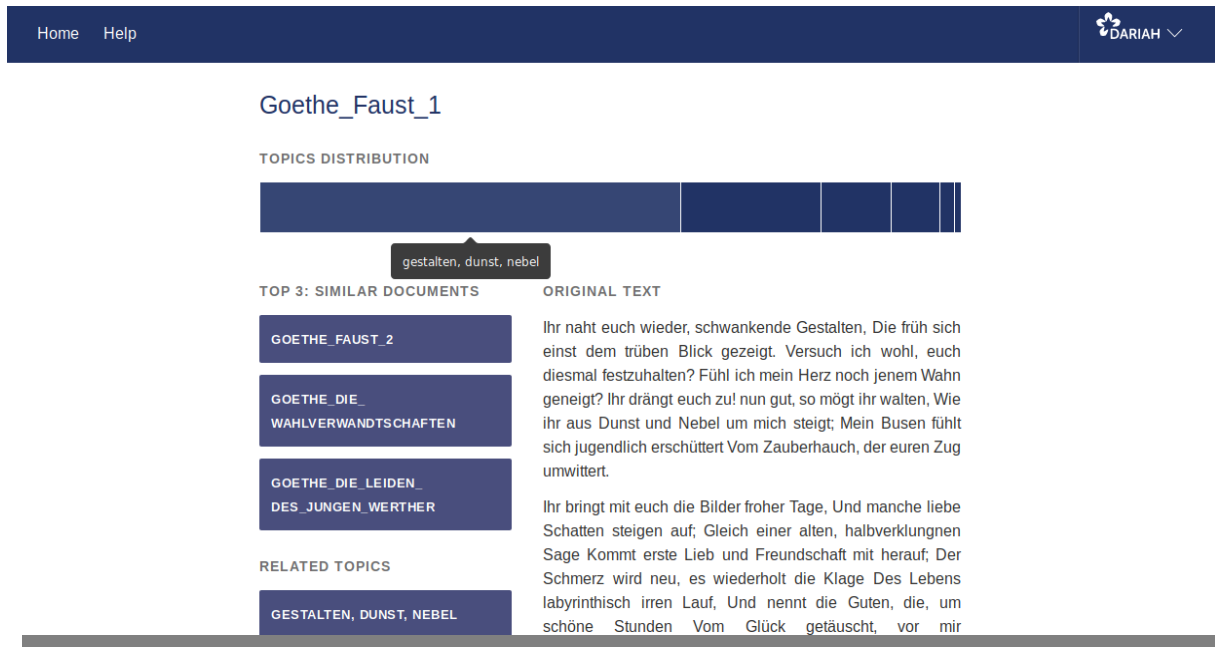 Home Help DARIAH
Goethe_Faust_1
TOPICS DISTRIBUTION
gestalten, dunst, nebel
TOP 3: SIMILAR DOCUMENTS
GOETHE_FAUST_2
GOETHE_DIE_
WAHLVERWANDTSCHAFTEN
GOETHE_DIE_LEIDEN_
DES_JUNGEN_WERTHER
RELATED TOPICS
GESTALTEN, DUNST, NEBEL
ORIGINAL TEXT
Ihr naht euch wieder, schwankende Gestalten, Die früh sich
einst dem trüben Blick gezeigt. Versuch ich wohl, euch
diesmal festzuhalten? Fühl ich mein Herz noch jenem Wahn
geneigt? Ihr drängt euch zu! nun gut, so mögt ihr walten, Wie
ihr aus Dunst und Nebel um mich steigt; Mein Busen fühlt
sich jugendlich erschüttert Vom Zauberhauch, der euren Zug
umwittert.
Ihr bringt mit euch die Bilder froher Tage, Und manche liebe
Schatten steigen auf; Gleich einer alten, halbverklungnen
Sage Kommt erste Lieb und Freundschaft mit herauf; Der
Schmerz wird neu, es wiederholt die Klage Des Lebens
labyrinthisch irren Lauf, Und nennt die Guten, die, um
schöne Stunden Vom Glück getäuscht, vor mir